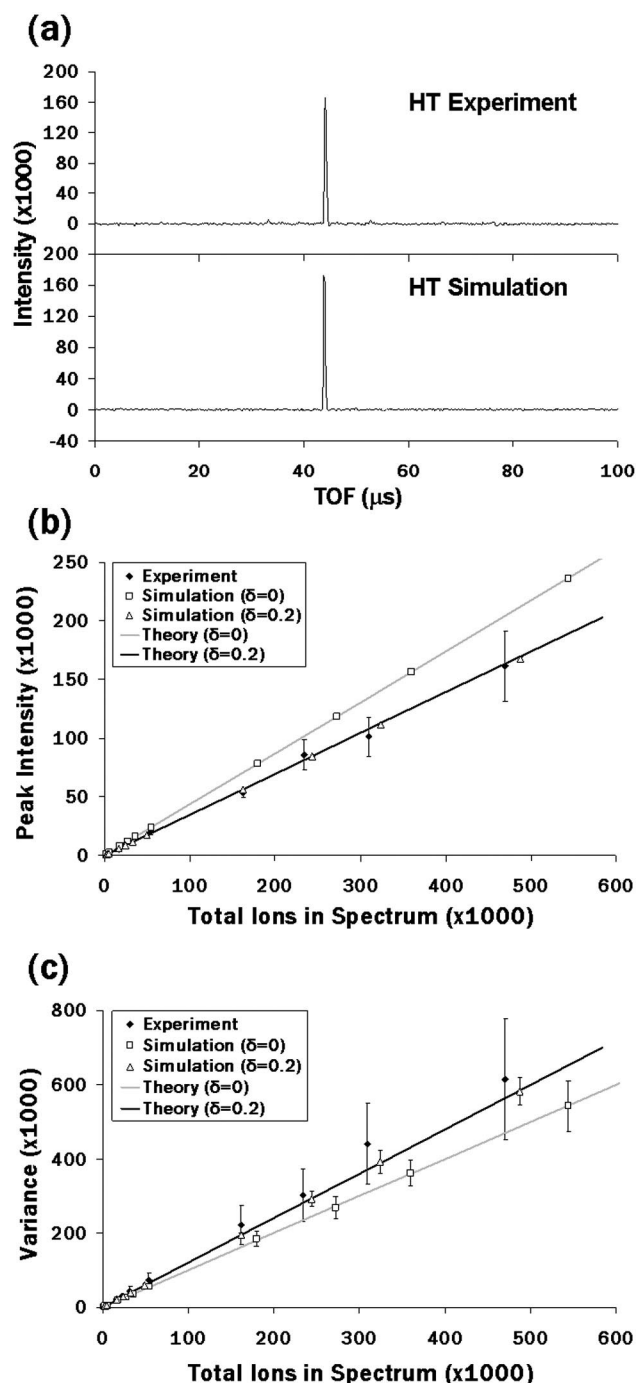 (a)
200
160
120
80
40
0
HT Experiment
200
160
120
80
40
0
-40
HT Simulation
Intensity (x1000)
0 20 40 60 80 100
TOF (μs)
(b)
250
200
150
100
50
0
Experiment
Simulation (δ=0)
Simulation (δ=0.2)
Theory (δ=0)
Theory (δ=0.2)
Peak Intensity (x1000)
0 100 200 300 400 500 600
Total Ions in Spectrum (x1000)
(c)
800
600
400
200
0
Experiment
Simulation (δ=0)
Simulation (δ=0.2)
Theory (δ=0)
Theory (δ=0.2)
Variance (x1000)
0 100 200 300 400 500 600
Total Ions in Spectrum (x1000)